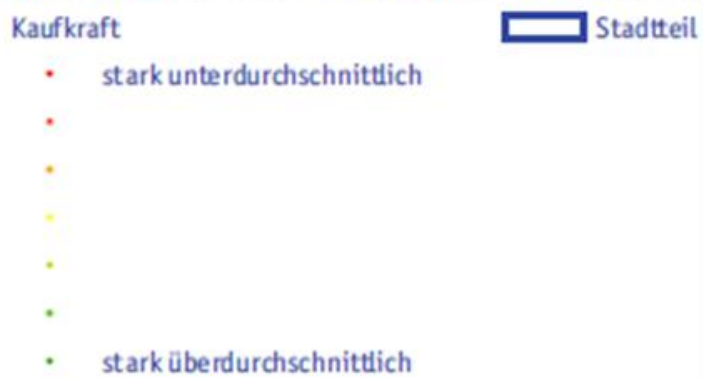 Kaufkraft
Stadtteil
stark unterdurchschnittlich
stark überdurchschnittlich